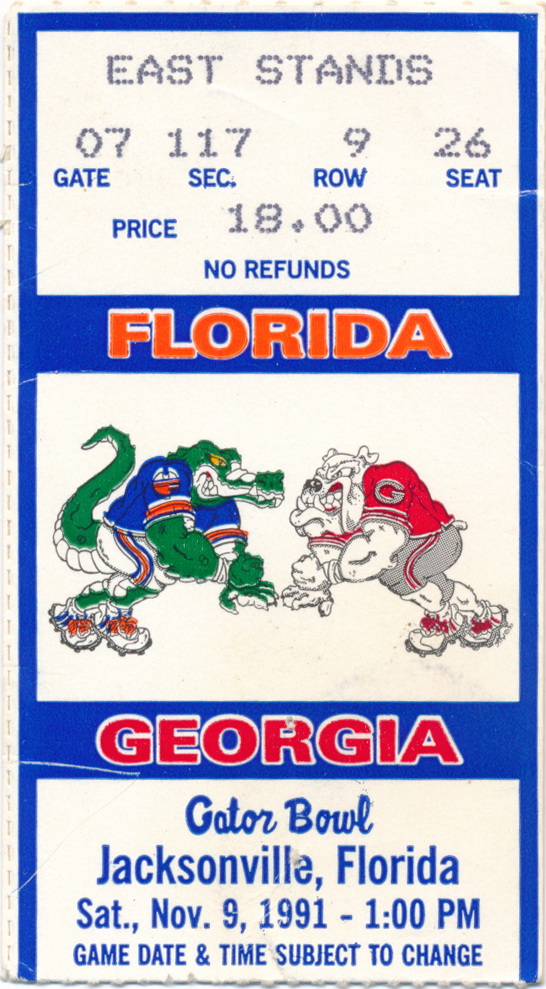 EAST STANDS
07 117 9 26
GATE SEC. ROW SEAT
PRICE 18.00
NO REFUNDS
FLORIDA
G
GEORGIA
Gator Bowl
Jacksonville, Florida
Sat., Nov. 9, 1991 - 1:00 PM
GAME DATE & TIME SUBJECT TO CHANGE